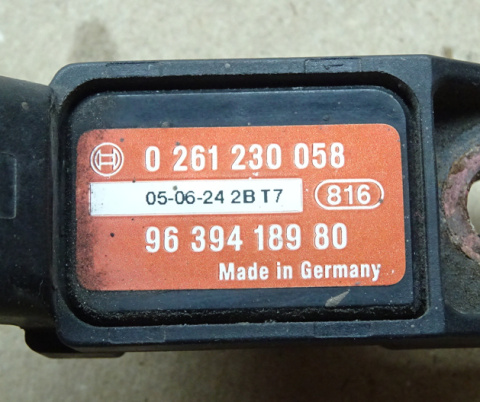 0 261 230 058
05-06-24 2B T7 816
96 394 189 80
Made in Germany